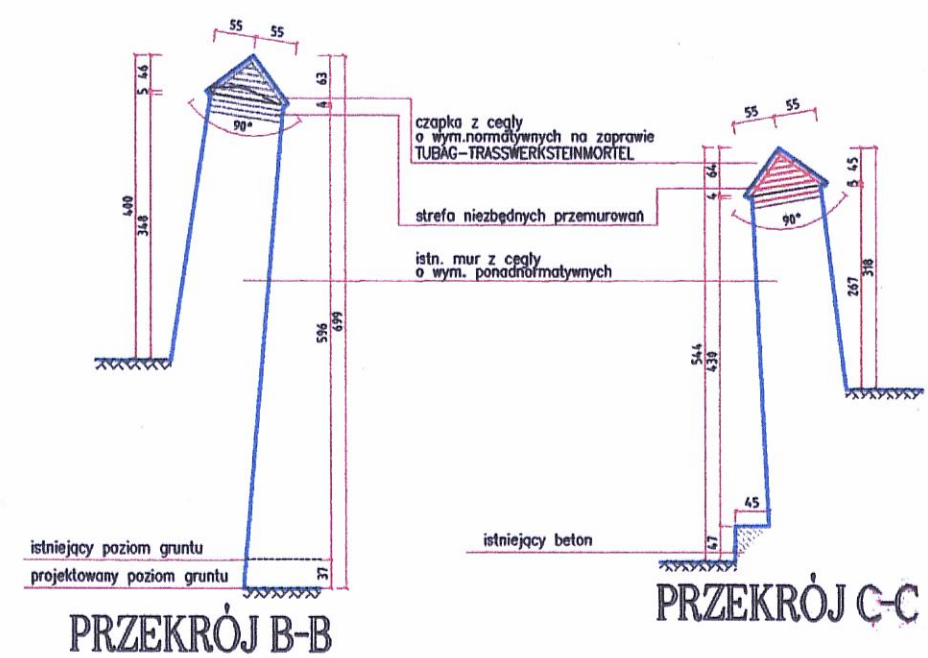 55 55
46
5
400
348
90°
63
4
596
699
37
czapka z cegły
o wym.normatywnych na zaprawie
TUBAG-TRASSWERKSTEINMORTEL
strefa niezbędnych przemurowań
istn. mur z cegły
o wym. ponadnormatywnych
istniejący poziom gruntu
projektowany poziom gruntu
PRZEKRÓJ B-B
55 55
64
4
544
430
45
5
267
318
90°
45
47
istniejący beton
PRZEKRÓJ C-C